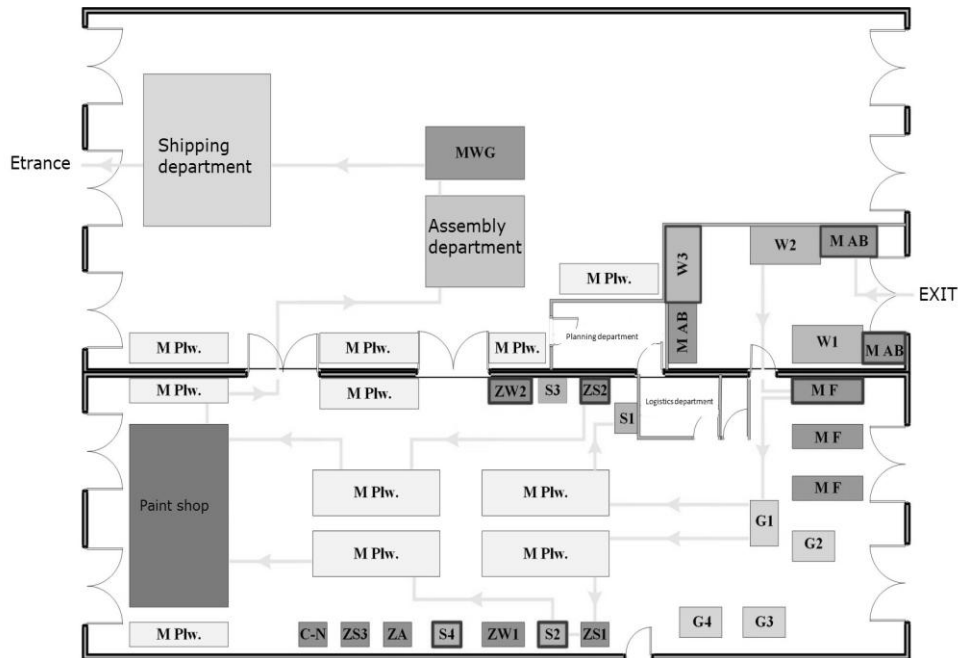 Shipping
department
MWG
Etrance
Assembly
department
W3
W2
M AB
M Plw.
EXIT
M AB
Planning department
W1
M AB
M Plw.
M Plw.
M Plw.
M Plw.
M Plw.
ZW2
S3
ZS2
Logistics department
M F
S1
M F
Paint shop
M Plw.
M Plw.
M F
G1
M Plw.
M Plw.
G2
G4
G3
M Plw.
C-N
ZS3
ZA
S4
ZW1
S2
ZS1